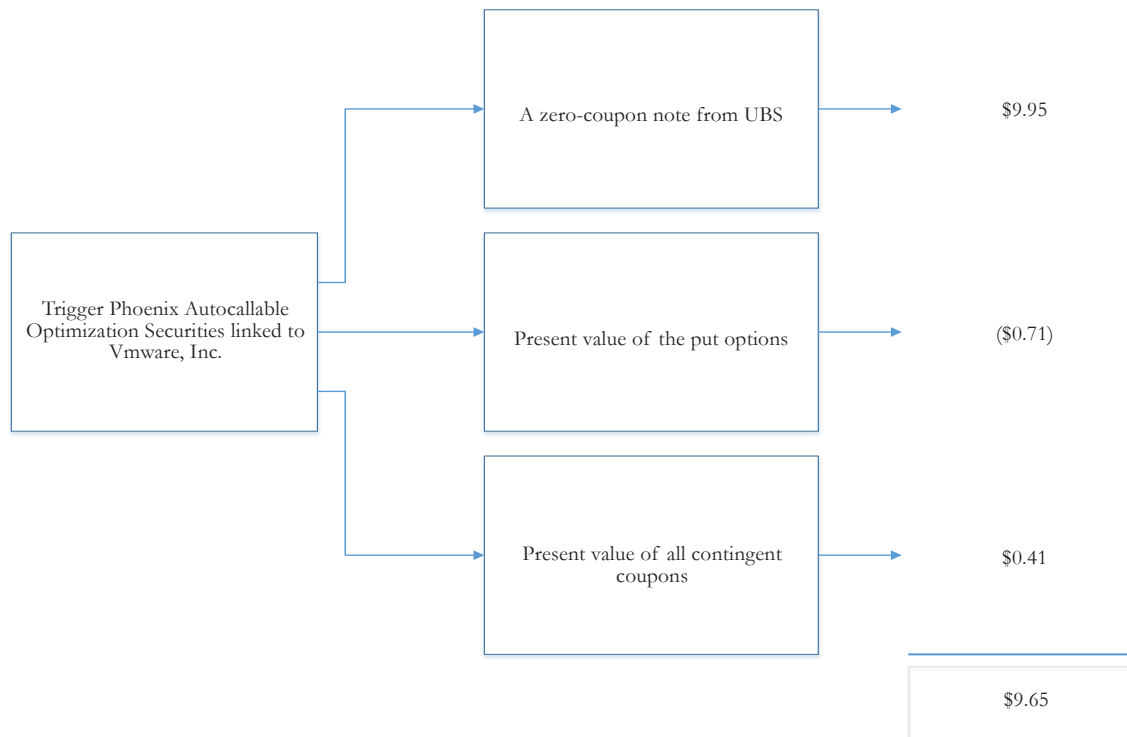 A zero-coupon note from UBS
$9.95
Trigger Phoenix Autocallable
Optimization Securities linked to
Vmware, Inc.
Present value of the put options
($0.71)
Present value of all contingent
coupons
$0.41
$9.65